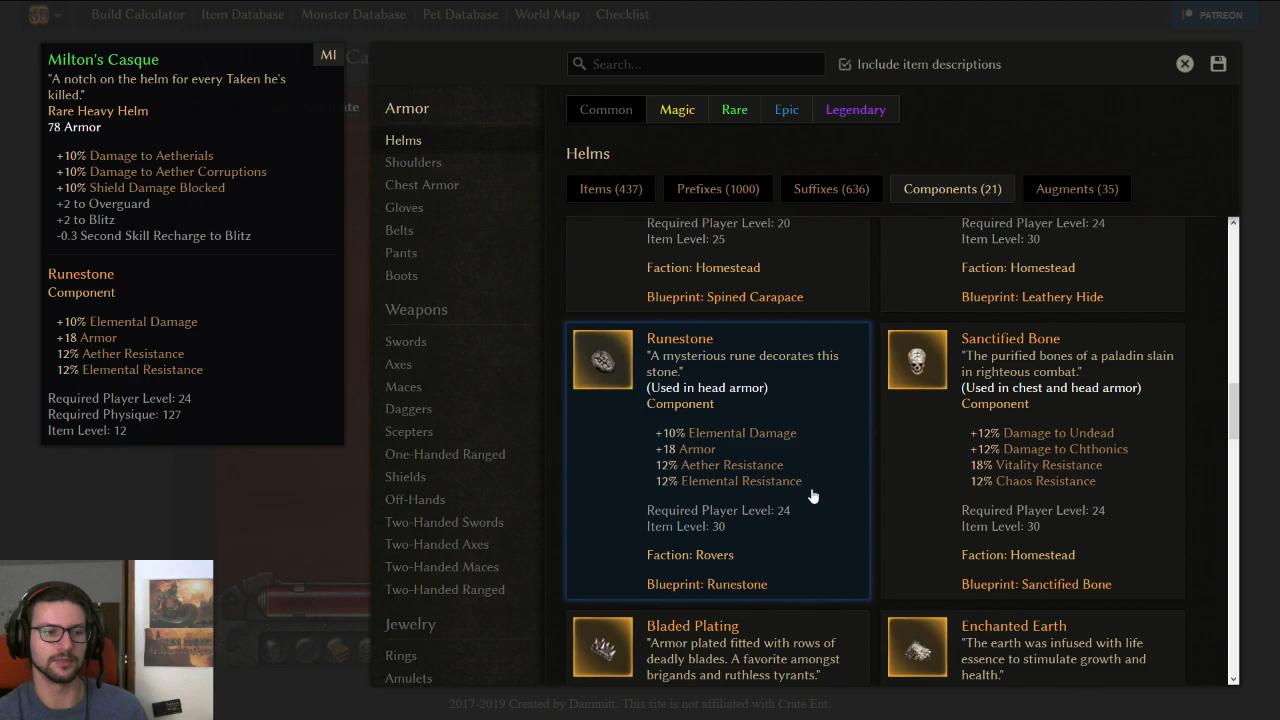 Build Calculator Item Database Monster Database Pet Database World Map Checklist
PATREON
Milton's Casque
MI
"A notch on the helm for every Taken he's
killed."
Rare Heavy Helm
78 Armor
+10% Damage to Aetherials
+10% Damage to Aether Corruptions
+10% Shield Damage Blocked
+2 to Overguard
+2 to Blitz
-0.3 Second Skill Recharge to Blitz
Runestone
Component
+10% Elemental Damage
+18 Armor
12% Aether Resistance
12% Elemental Resistance
Required Player Level: 24
Required Physique: 127
Item Level: 12
Armor
Helms
Shoulders
Chest Armor
Gloves
Belts
Pants
Boots
Weapons
Swords
Axes
Maces
Daggers
Scepters
One-Handed Ranged
Shields
Off-Hands
Two-Handed Swords
Two-Handed Axes
Two-Handed Maces
Two-Handed Ranged
Jewelry
Rings
Amulets
Search...
Include item descriptions
Common Magic Rare Epic Legendary
Helms
Items (437) Prefixes (1000) Suffixes (636) Components (21) Augments (35)
Required Player Level: 20
Item Level: 25
Faction: Homestead
Blueprint: Spined Carapace
Required Player Level: 24
Item Level: 30
Faction: Homestead
Blueprint: Leathery Hide
Runestone
"A mysterious rune decorates this
stone."
(Used in head armor)
Component
+10% Elemental Damage
+18 Armor
12% Aether Resistance
12% Elemental Resistance
Required Player Level: 24
Item Level: 30
Faction: Rovers
Blueprint: Runestone
Sanctified Bone
"The purified bones of a paladin slain
in righteous combat."
(Used in chest and head armor)
Component
+12% Damage to Undead
+12% Damage to Chthonics
18% Vitality Resistance
12% Chaos Resistance
Required Player Level: 24
Item Level: 30
Faction: Homestead
Blueprint: Sanctified Bone
Bladed Plating
"Armor plated fitted with rows of
deadly blades. A favorite amongst
brigands and ruthless tyrants."
Enchanted Earth
"The earth was infused with life
essence to stimulate growth and
health."
2017-2019 Created by Dammitt. This site is not affiliated with Crate Ent.